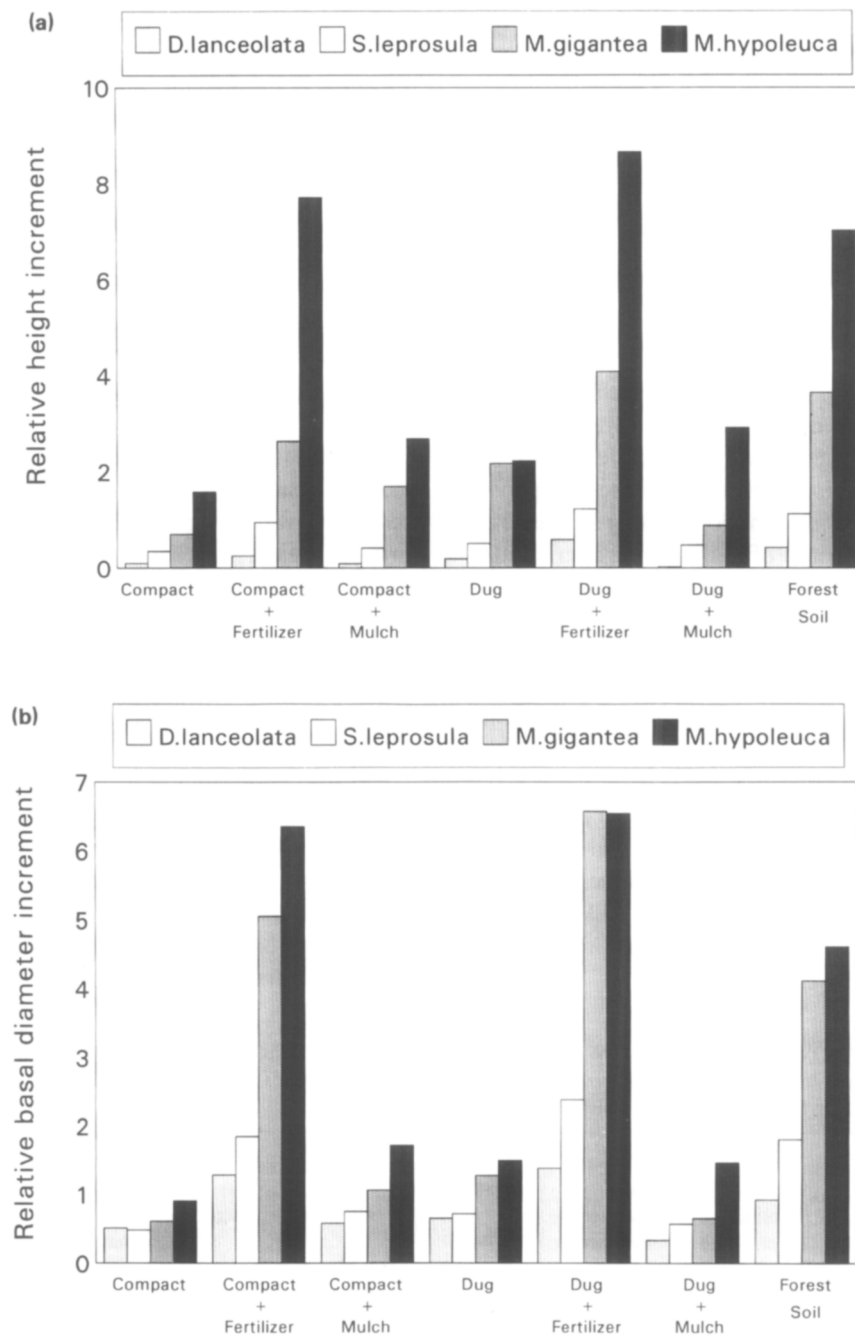 (a)
D.lanceolata S.leprosula M.gigantea M.hypoleuca
Relative height increment
10
8
6
4
2
0
Compact Compact Compact Dug Dug Dug Forest
+ + + + Soil
Fertilizer Mulch Fertilizer Mulch
(b)
D.lanceolata S.leprosula M.gigantea M.hypoleuca
Relative basal diameter increment
7
6
5
4
3
2
1
0
Compact Compact Compact Dug Dug Dug Forest
+ + + + Soil
Fertilizer Mulch Fertilizer Mulch